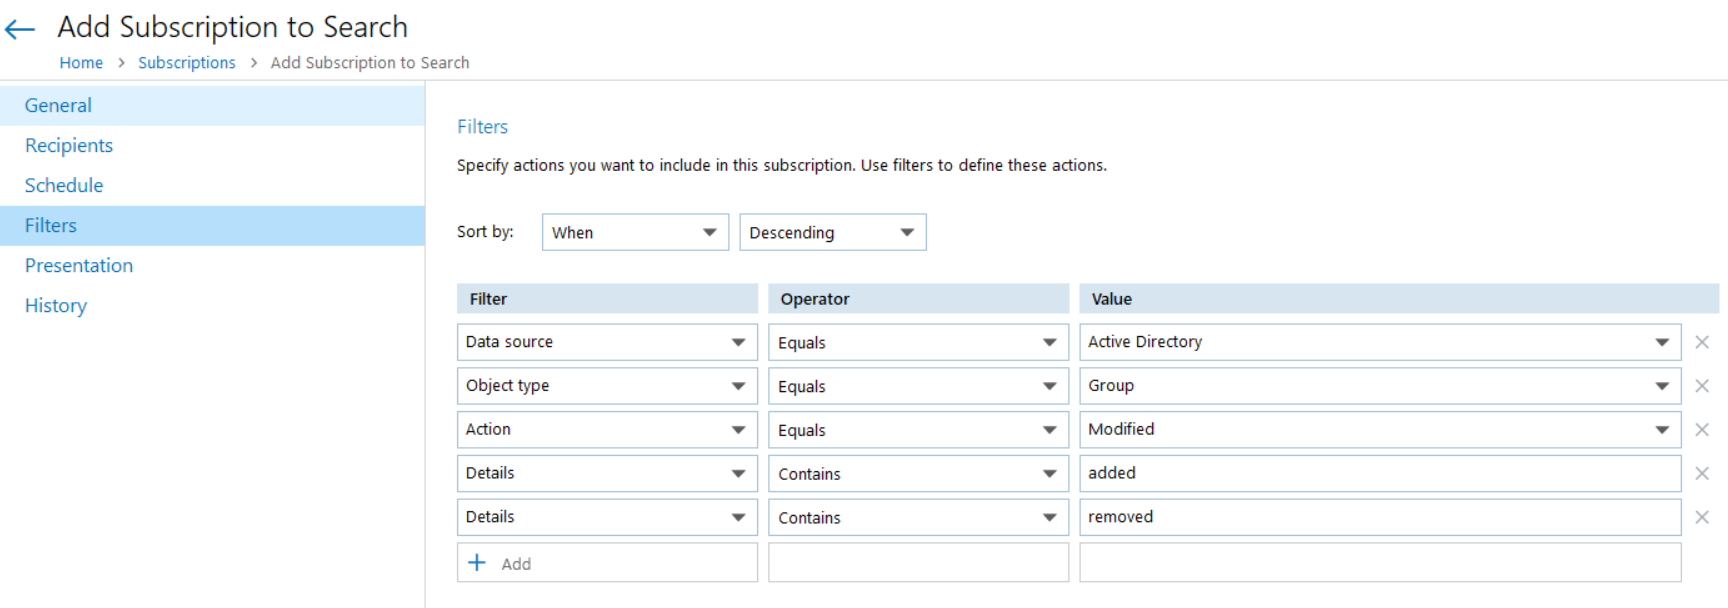 Add Subscription to Search
Home > Subscriptions > Add Subscription to Search
General
Recipients
Schedule
Filters
Presentation
History
Filters
Specify actions you want to include in this subscription. Use filters to define these actions.
Sort by: When Descending
Filter Operator Value
Data source Equals Active Directory
Object type Equals Group
Action Equals Modified
Details Contains added
Details Contains removed
+ Add